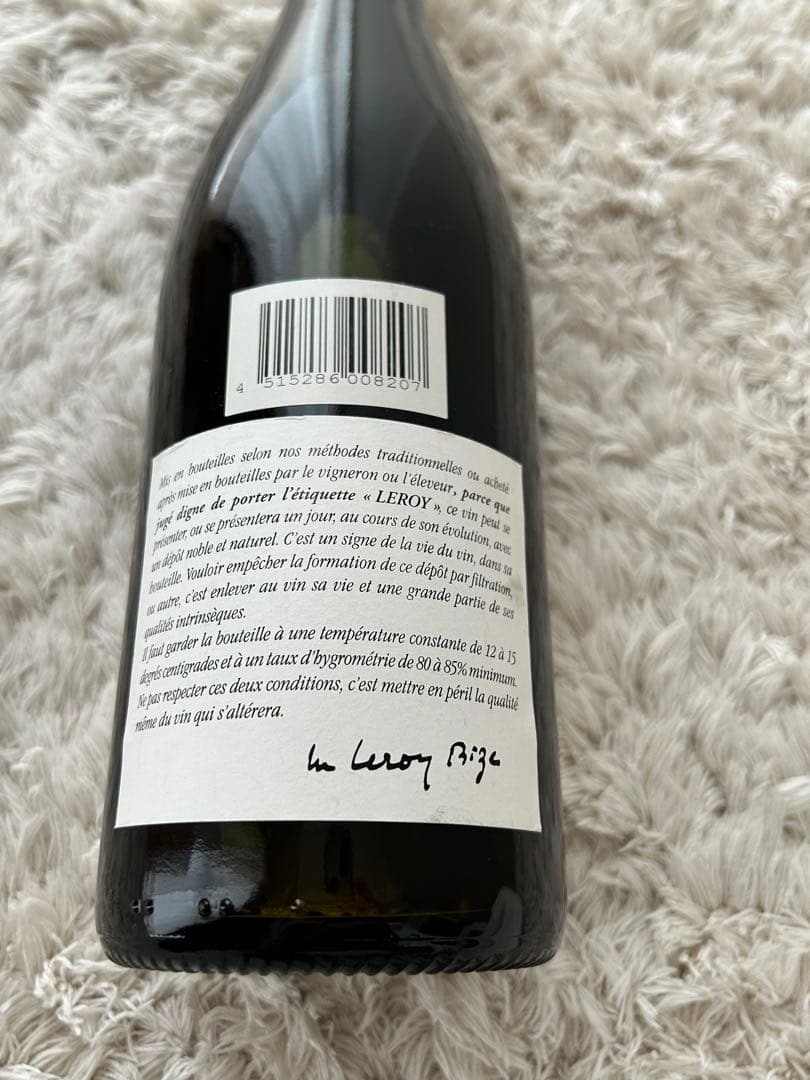 4 515286 008207
Mis en bouteilles selon nos méthodes traditionnelles ou acheté
après mise en bouteilles par le vigneron ou l'éleveur, parce que
jugé digne de porter l'étiquette « LEROY », ce vin peut se
présenter, ou se présentera un jour, au cours de son évolution, avec
un dépôt noble et naturel. C'est un signe de la vie du vin, dans sa
bouteille. Vouloir empêcher la formation de ce dépôt par filtration,
ou autre, c'est enlever au vin sa vie et une grande partie de ses
qualités intrinsèques.
Il faut garder la bouteille à une température constante de 12 à 15
degrés centigrades et à un taux d'hygrométrie de 80 à 85% minimum.
Ne pas respecter ces deux conditions, c'est mettre en péril la qualité
même du vin qui s'altérera.
Leroy Bize